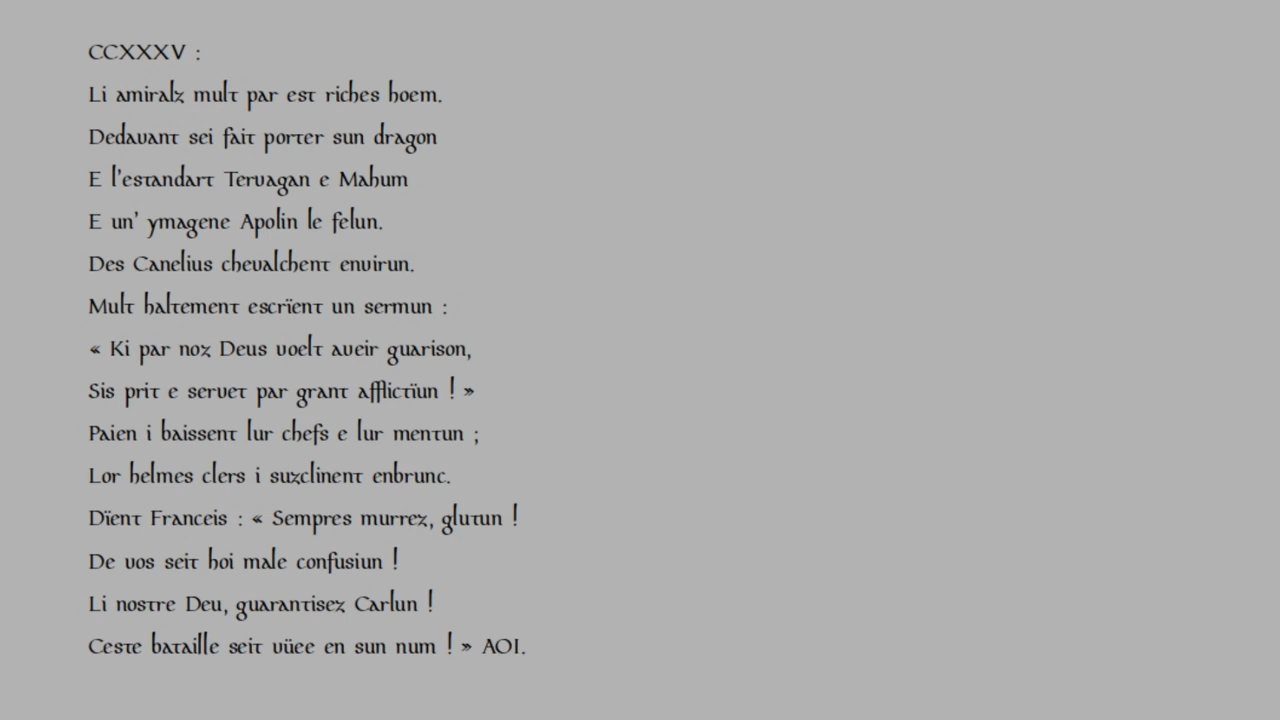 CCXXXV :
Li amiralz mult par est riches hoem.
Dedavant sei fait porter sun dragon
E l'estandart Tervagan e Mahum
E un' ymagene Apolin le felun.
Des Canelius chevalchent envirun.
Mult haltement escrïent un sermun :
« Ki par noz Deus voelt aveir guarison,
Sis prit e servet par grant afflictïun ! »
Paien i baissent lur chefs e lur mentun ;
Lor helmes clers i suzclinent enbrunc.
Dïent Franceis : « Sempres murrez, glutun !
De vos seit hoi male confusiun !
Li nostre Deu, guarantisez Carlun !
Ceste bataille seit vüee en sun num ! » AOI.